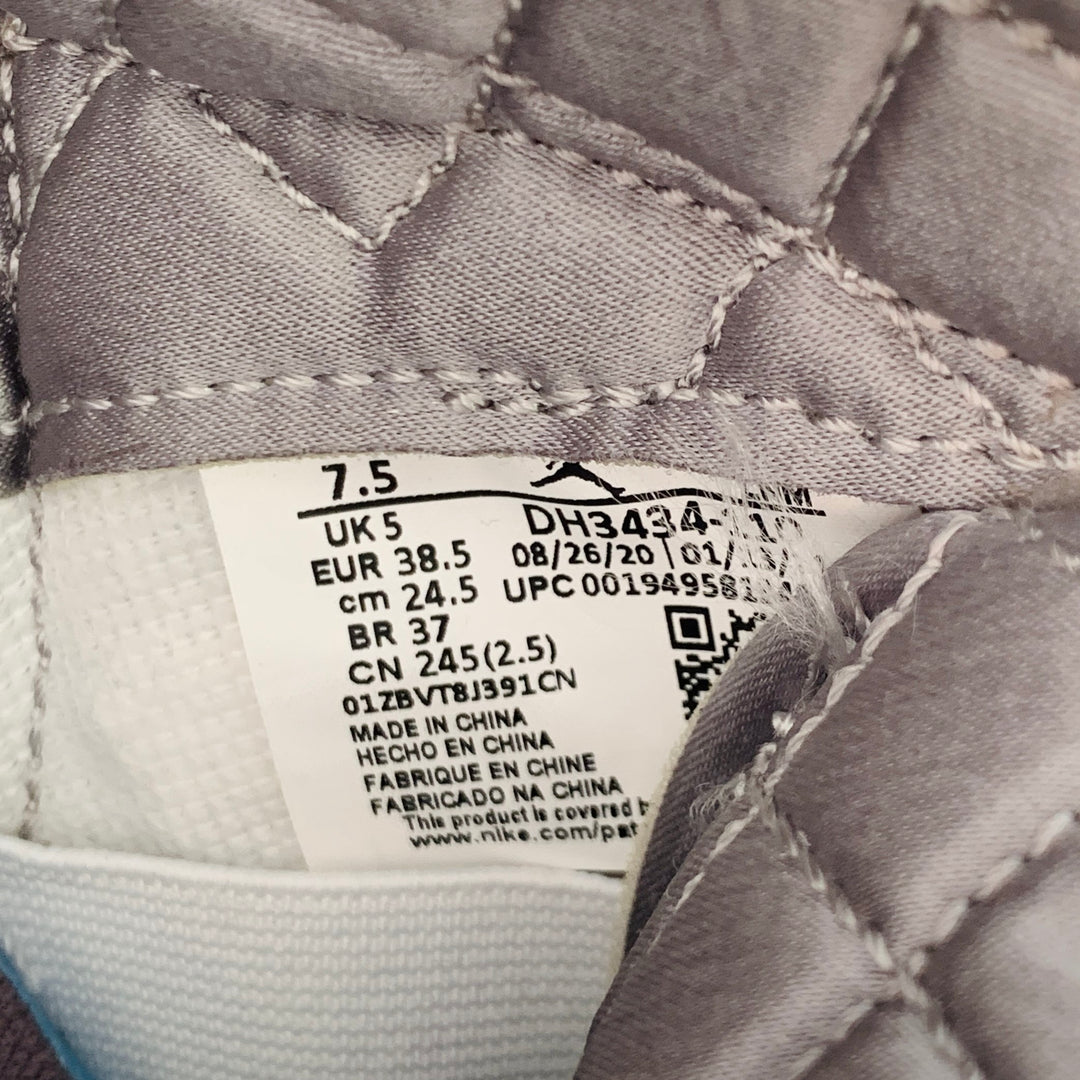 7.5
UK 5
EUR 38.5
cm 24.5
BR 37
CN 245(2.5)
01ZBVT8J391CN
DH3434-110
08/26/20
UPC
MADE IN CHINA
HECHO EN CHINA
FABRIQUE EN CHINE
FABRICADO NA CHINA
This product is covered
www.nike.com/pat